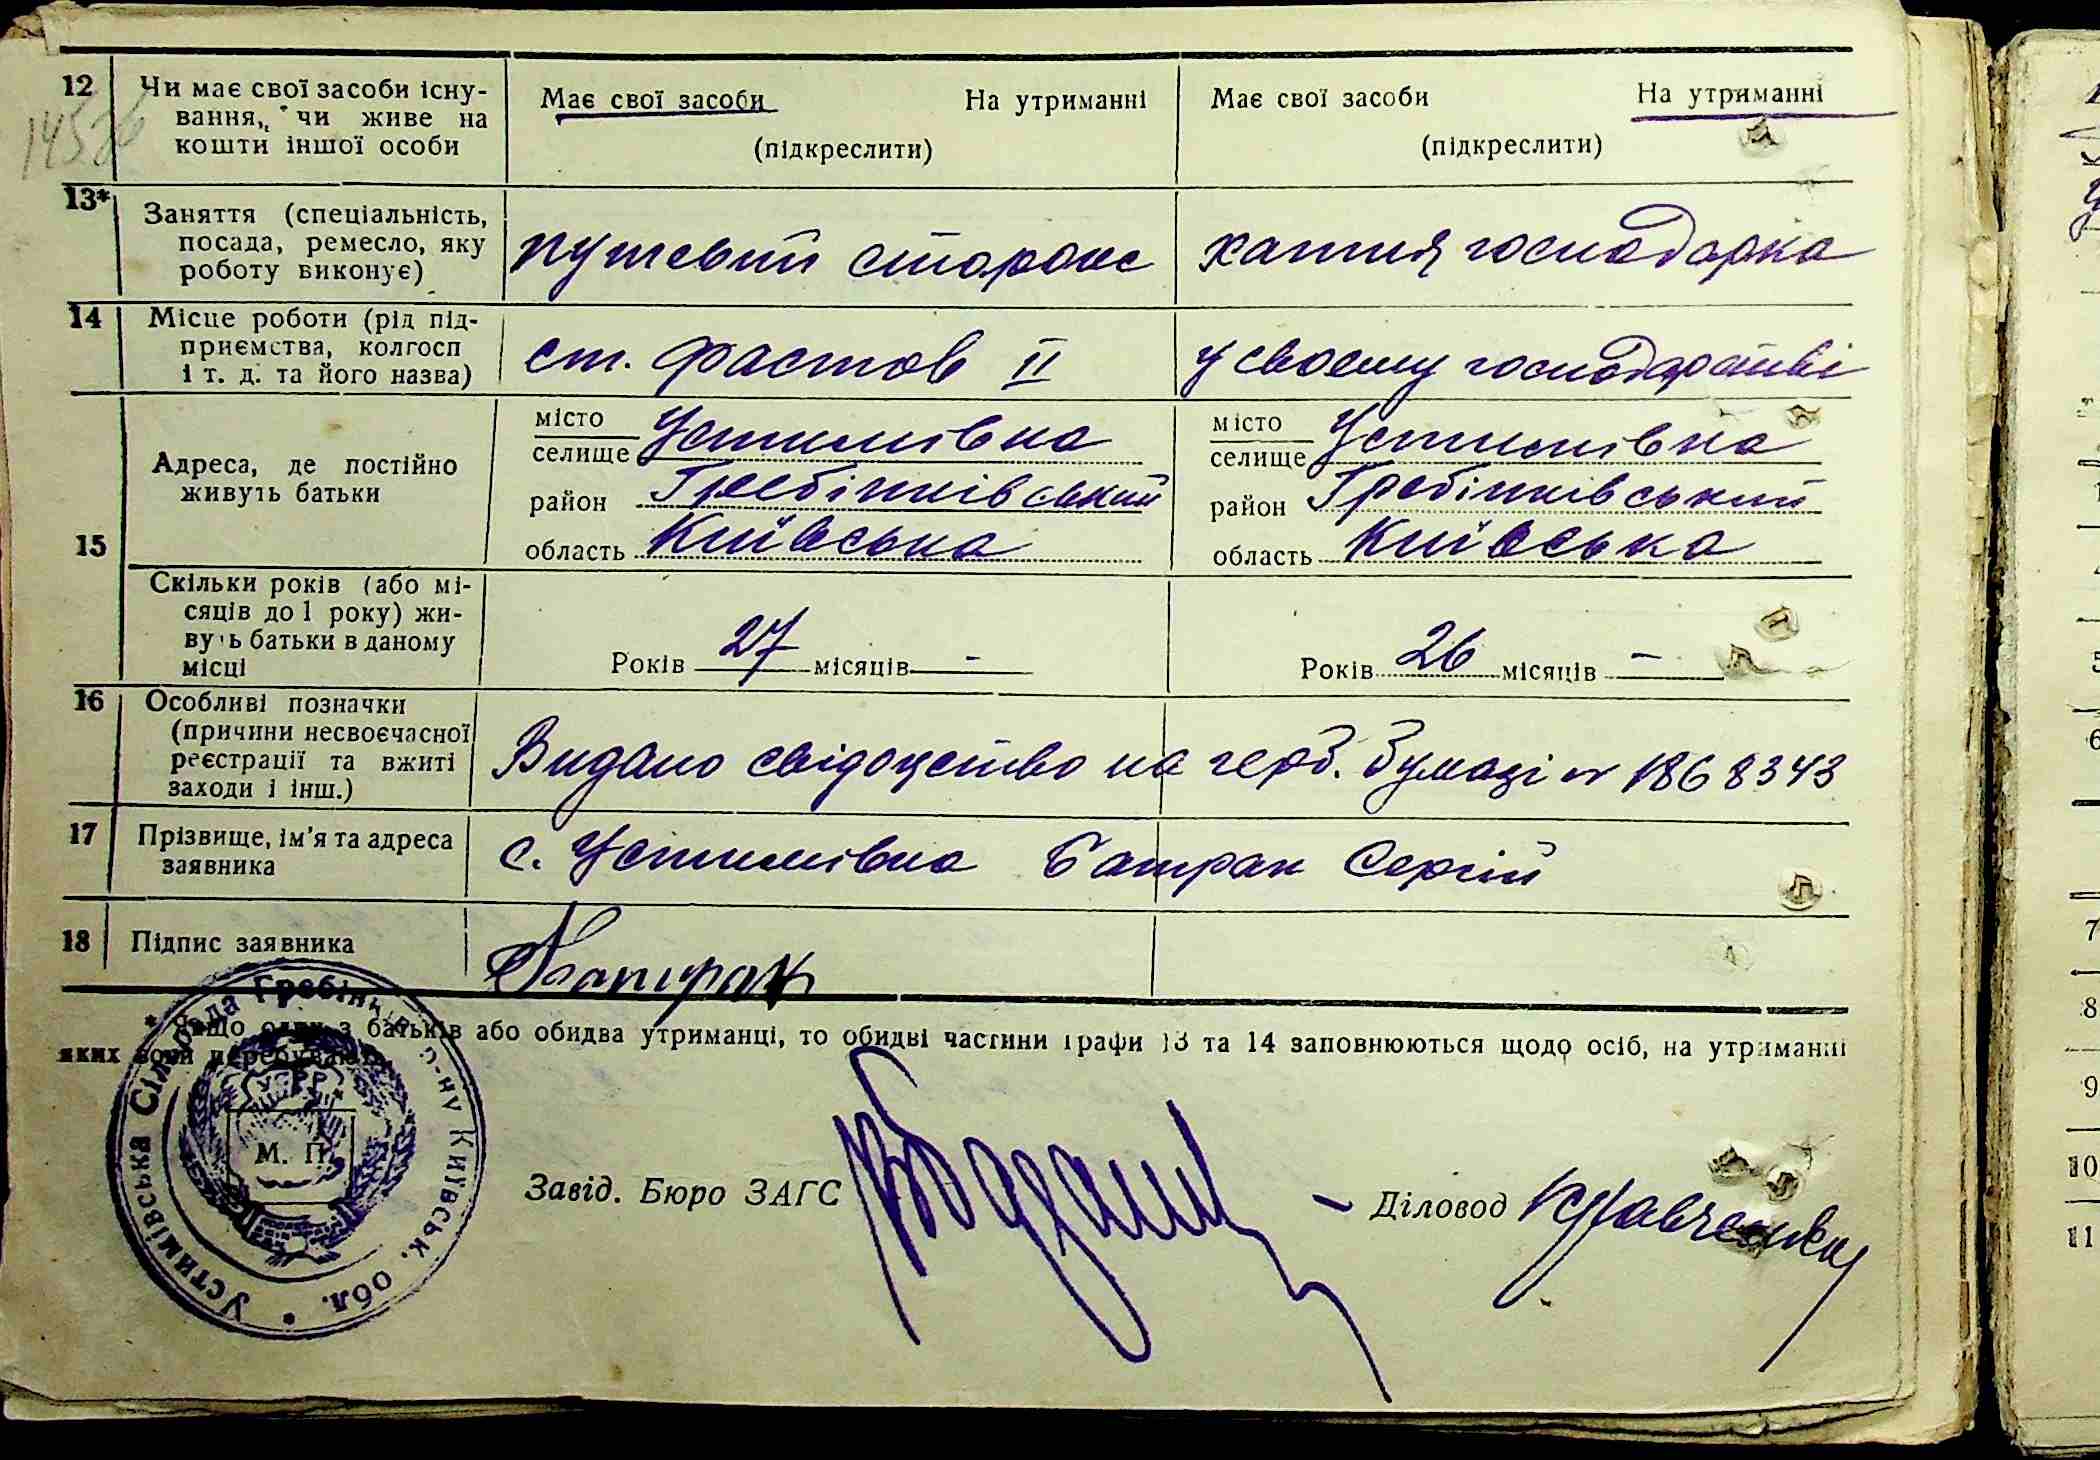 12 Чи має свої засоби існу-
вання, чи живе на
кошти іншої особи
Має свої засоби На утриманні
(підкреслити)
Має свої засоби На утриманні
(підкреслити)
13* Заняття (спеціальність,
посада, ремесло, яку
роботу виконує)
путевий сторож
хатня господарка
14 Місце роботи (рід під-
приємства, колгосп
і т. д. та його назва)
ст. Фастов II
у своєму господарстві
15 Адреса, де постійно
живуть батьки
місто
селище Устимівка
район Гребінківський
область Київська
місто
селище Устимівка
район Гребінківський
область Київська
Скільки років (або мі-
сяців до 1 року) жи-
вуть батьки в даному
місці
Років 27 місяців -
Років 26 місяців -
16 Особливі позначки
(причини несвоєчасної
реєстрації та вжиті
заходи і інш.)
Видано свідоцтво на герб. бумазі № 1868343
17 Прізвище, ім'я та адреса
заявника
с. Устимівка Батрак Сергій
18 Підпис заявника
Батрак
* Якщо один з батьків або обидва утриманці, то обидві частини графи 13 та 14 заповнюються щодо осіб, на утриманні
яких вони перебувають.
Устимівська Сільрада Гребінків. р-ну Київськ. обл.
УСРР
М. П.
Завід. Бюро ЗАГС
Діловод Кравченко